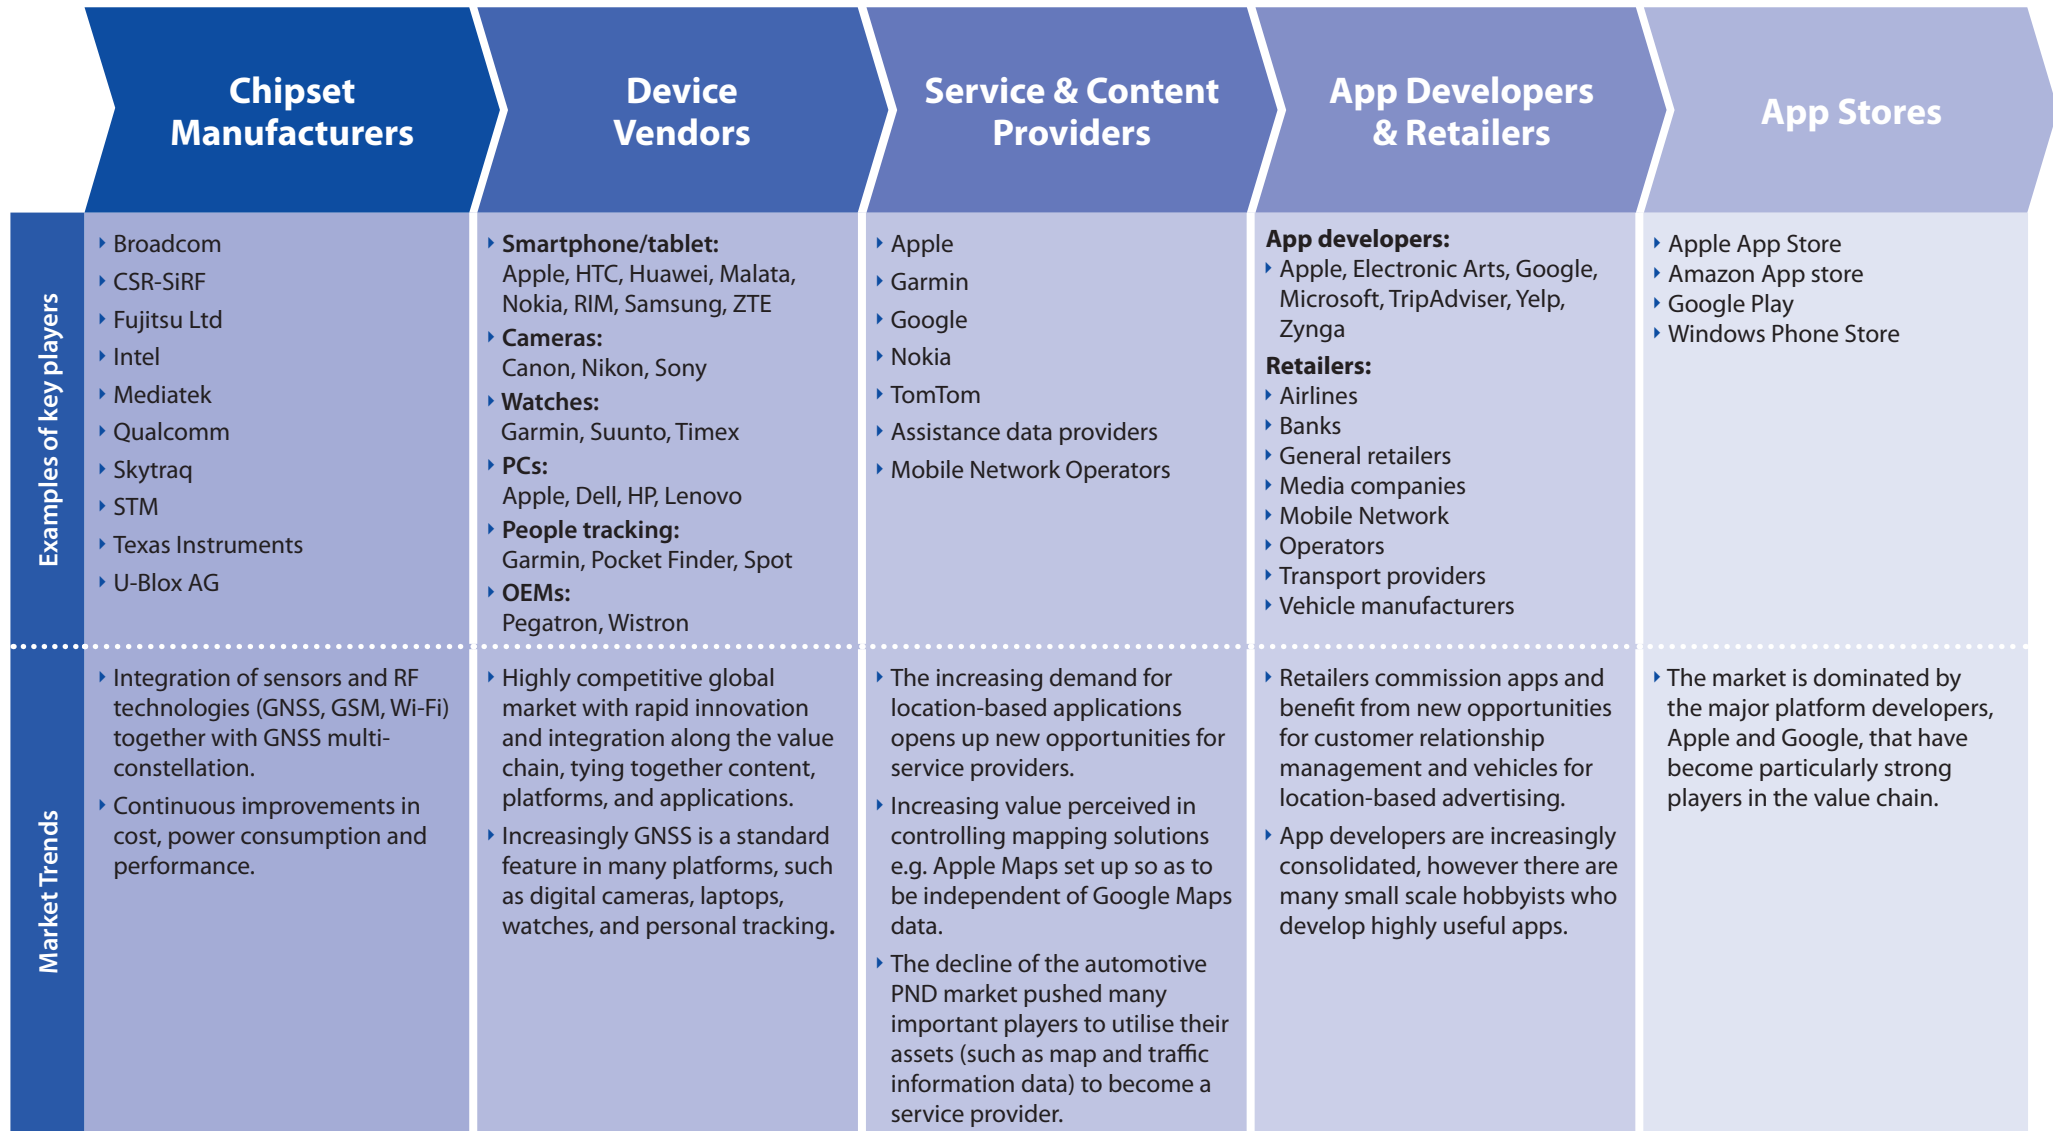 Chipset
Manufacturers
Device
Vendors
Service & Content
Providers
App Developers
& Retailers
App Stores
Examples of key players
Broadcom
CSR-SiRF
Fujitsu Ltd
Intel
Mediatek
Qualcomm
Skytraq
STM
Texas Instruments
U-Blox AG
Smartphone/tablet:
Apple, HTC, Huawei, Malata,
Nokia, RIM, Samsung, ZTE
Cameras:
Canon, Nikon, Sony
Watches:
Garmin, Suunto, Timex
PCs:
Apple, Dell, HP, Lenovo
People tracking:
Garmin, Pocket Finder, Spot
OEMs:
Pegatron, Wistron
Apple
Garmin
Google
Nokia
TomTom
Assistance data providers
Mobile Network Operators
App developers:
Apple, Electronic Arts, Google,
Microsoft, TripAdviser, Yelp,
Zynga
Retailers:
Airlines
Banks
General retailers
Media companies
Mobile Network
Operators
Transport providers
Vehicle manufacturers
Apple App Store
Amazon App store
Google Play
Windows Phone Store
Market Trends
Integration of sensors and RF
technologies (GNSS, GSM, Wi-Fi)
together with GNSS multi-
constellation.
Continuous improvements in
cost, power consumption and
performance.
Highly competitive global
market with rapid innovation
and integration along the value
chain, tying together content,
platforms, and applications.
Increasingly GNSS is a standard
feature in many platforms, such
as digital cameras, laptops,
watches, and personal tracking.
The increasing demand for
location-based applications
opens up new opportunities for
service providers.
Increasing value perceived in
controlling mapping solutions
e.g. Apple Maps set up so as to
be independent of Google Maps
data.
The decline of the automotive
PND market pushed many
important players to utilise their
assets (such as map and traffic
information data) to become a
service provider.
Retailers commission apps and
benefit from new opportunities
for customer relationship
management and vehicles for
location-based advertising.
App developers are increasingly
consolidated, however there are
many small scale hobbyists who
develop highly useful apps.
The market is dominated by
the major platform developers,
Apple and Google, that have
become particularly strong
players in the value chain.